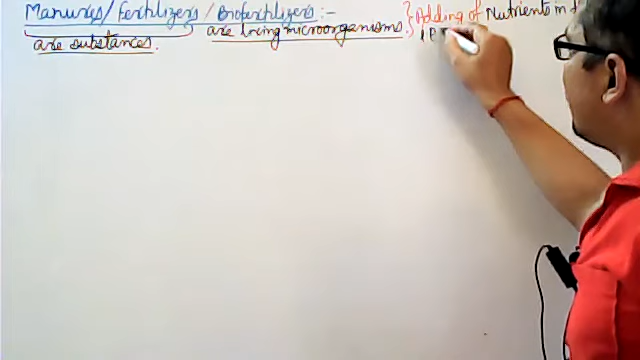 Manures/Fertilizers/Biofertilizers:- } Adding of Nutrients in
are substances. are living microorganisms.